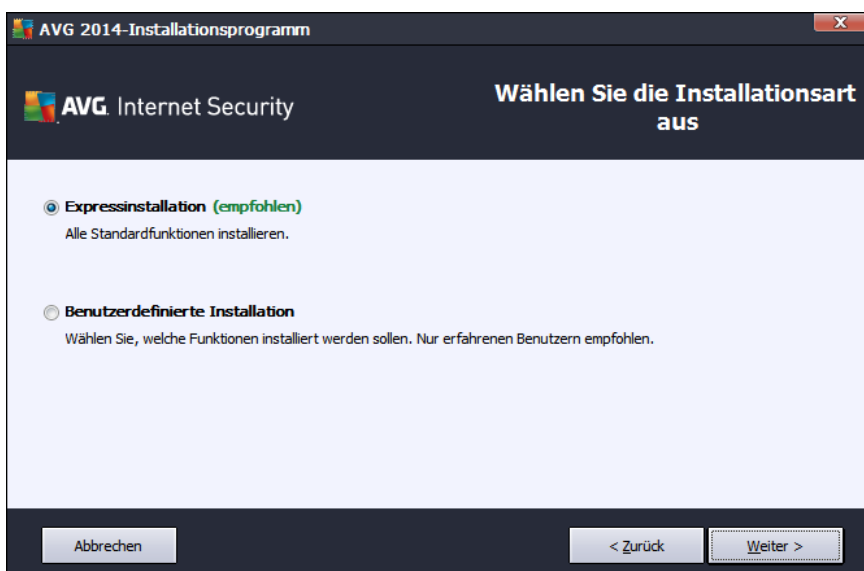 AVG 2014-Installationsprogramm
X
AVG. Internet Security
Wählen Sie die Installationsart
aus
Expressinstallation (empfohlen)
Alle Standardfunktionen installieren.
Benutzerdefinierte Installation
Wählen Sie, welche Funktionen installiert werden sollen. Nur erfahrenen Benutzern empfohlen.
Abbrechen
< Zurück
Weiter >